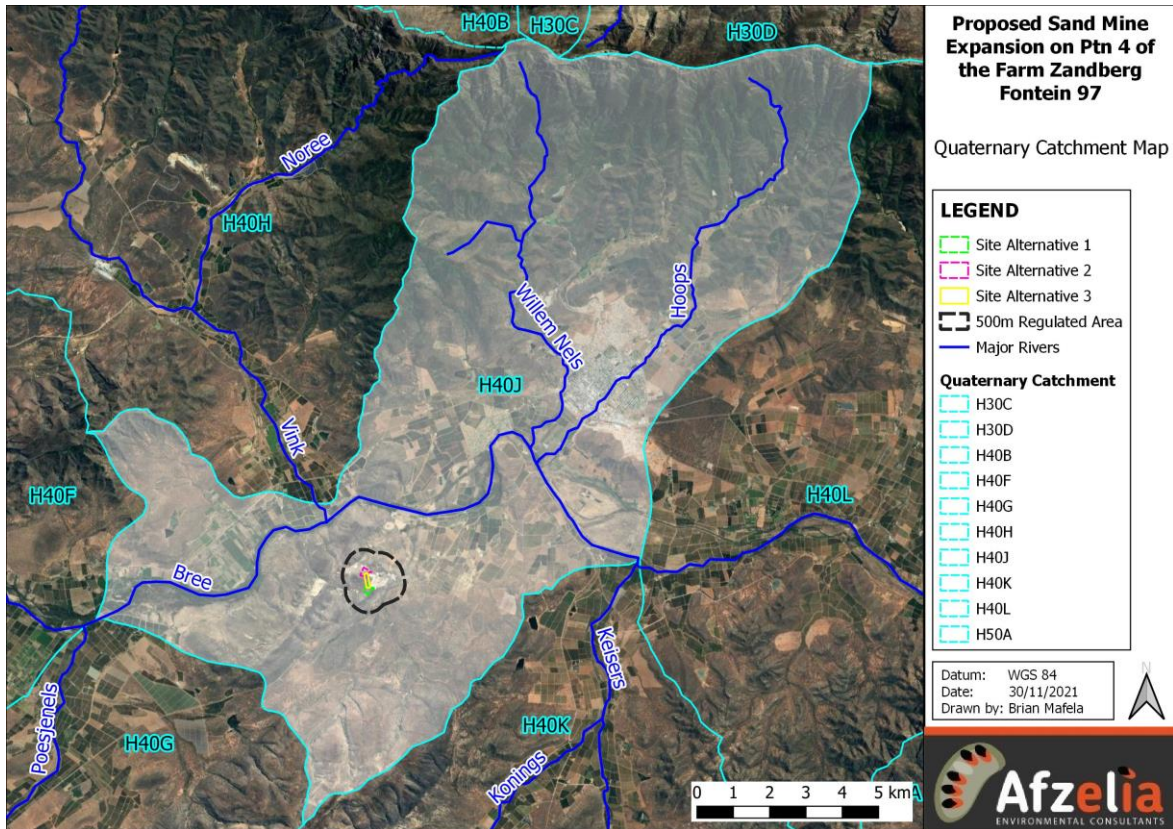 H40B
H30C
H30D
Noree
H40H
Willem Nels
Hoops
H40J
Vink
H40F
H40L
Bree
Keisers
Poesjenels
H40G
H40K
Konings
A
0 1 2 3 4 5 km
Proposed Sand Mine
Expansion on Ptn 4 of
the Farm Zandberg
Fontein 97
Quaternary Catchment Map
LEGEND
Site Alternative 1
Site Alternative 2
Site Alternative 3
500m Regulated Area
Major Rivers
Quaternary Catchment
H30C
H30D
H40B
H40F
H40G
H40H
H40J
H40K
H40L
H50A
Datum: WGS 84
Date: 30/11/2021
Drawn by: Brian Mafela
N
Afzelia
ENVIRONMENTAL CONSULTANTS